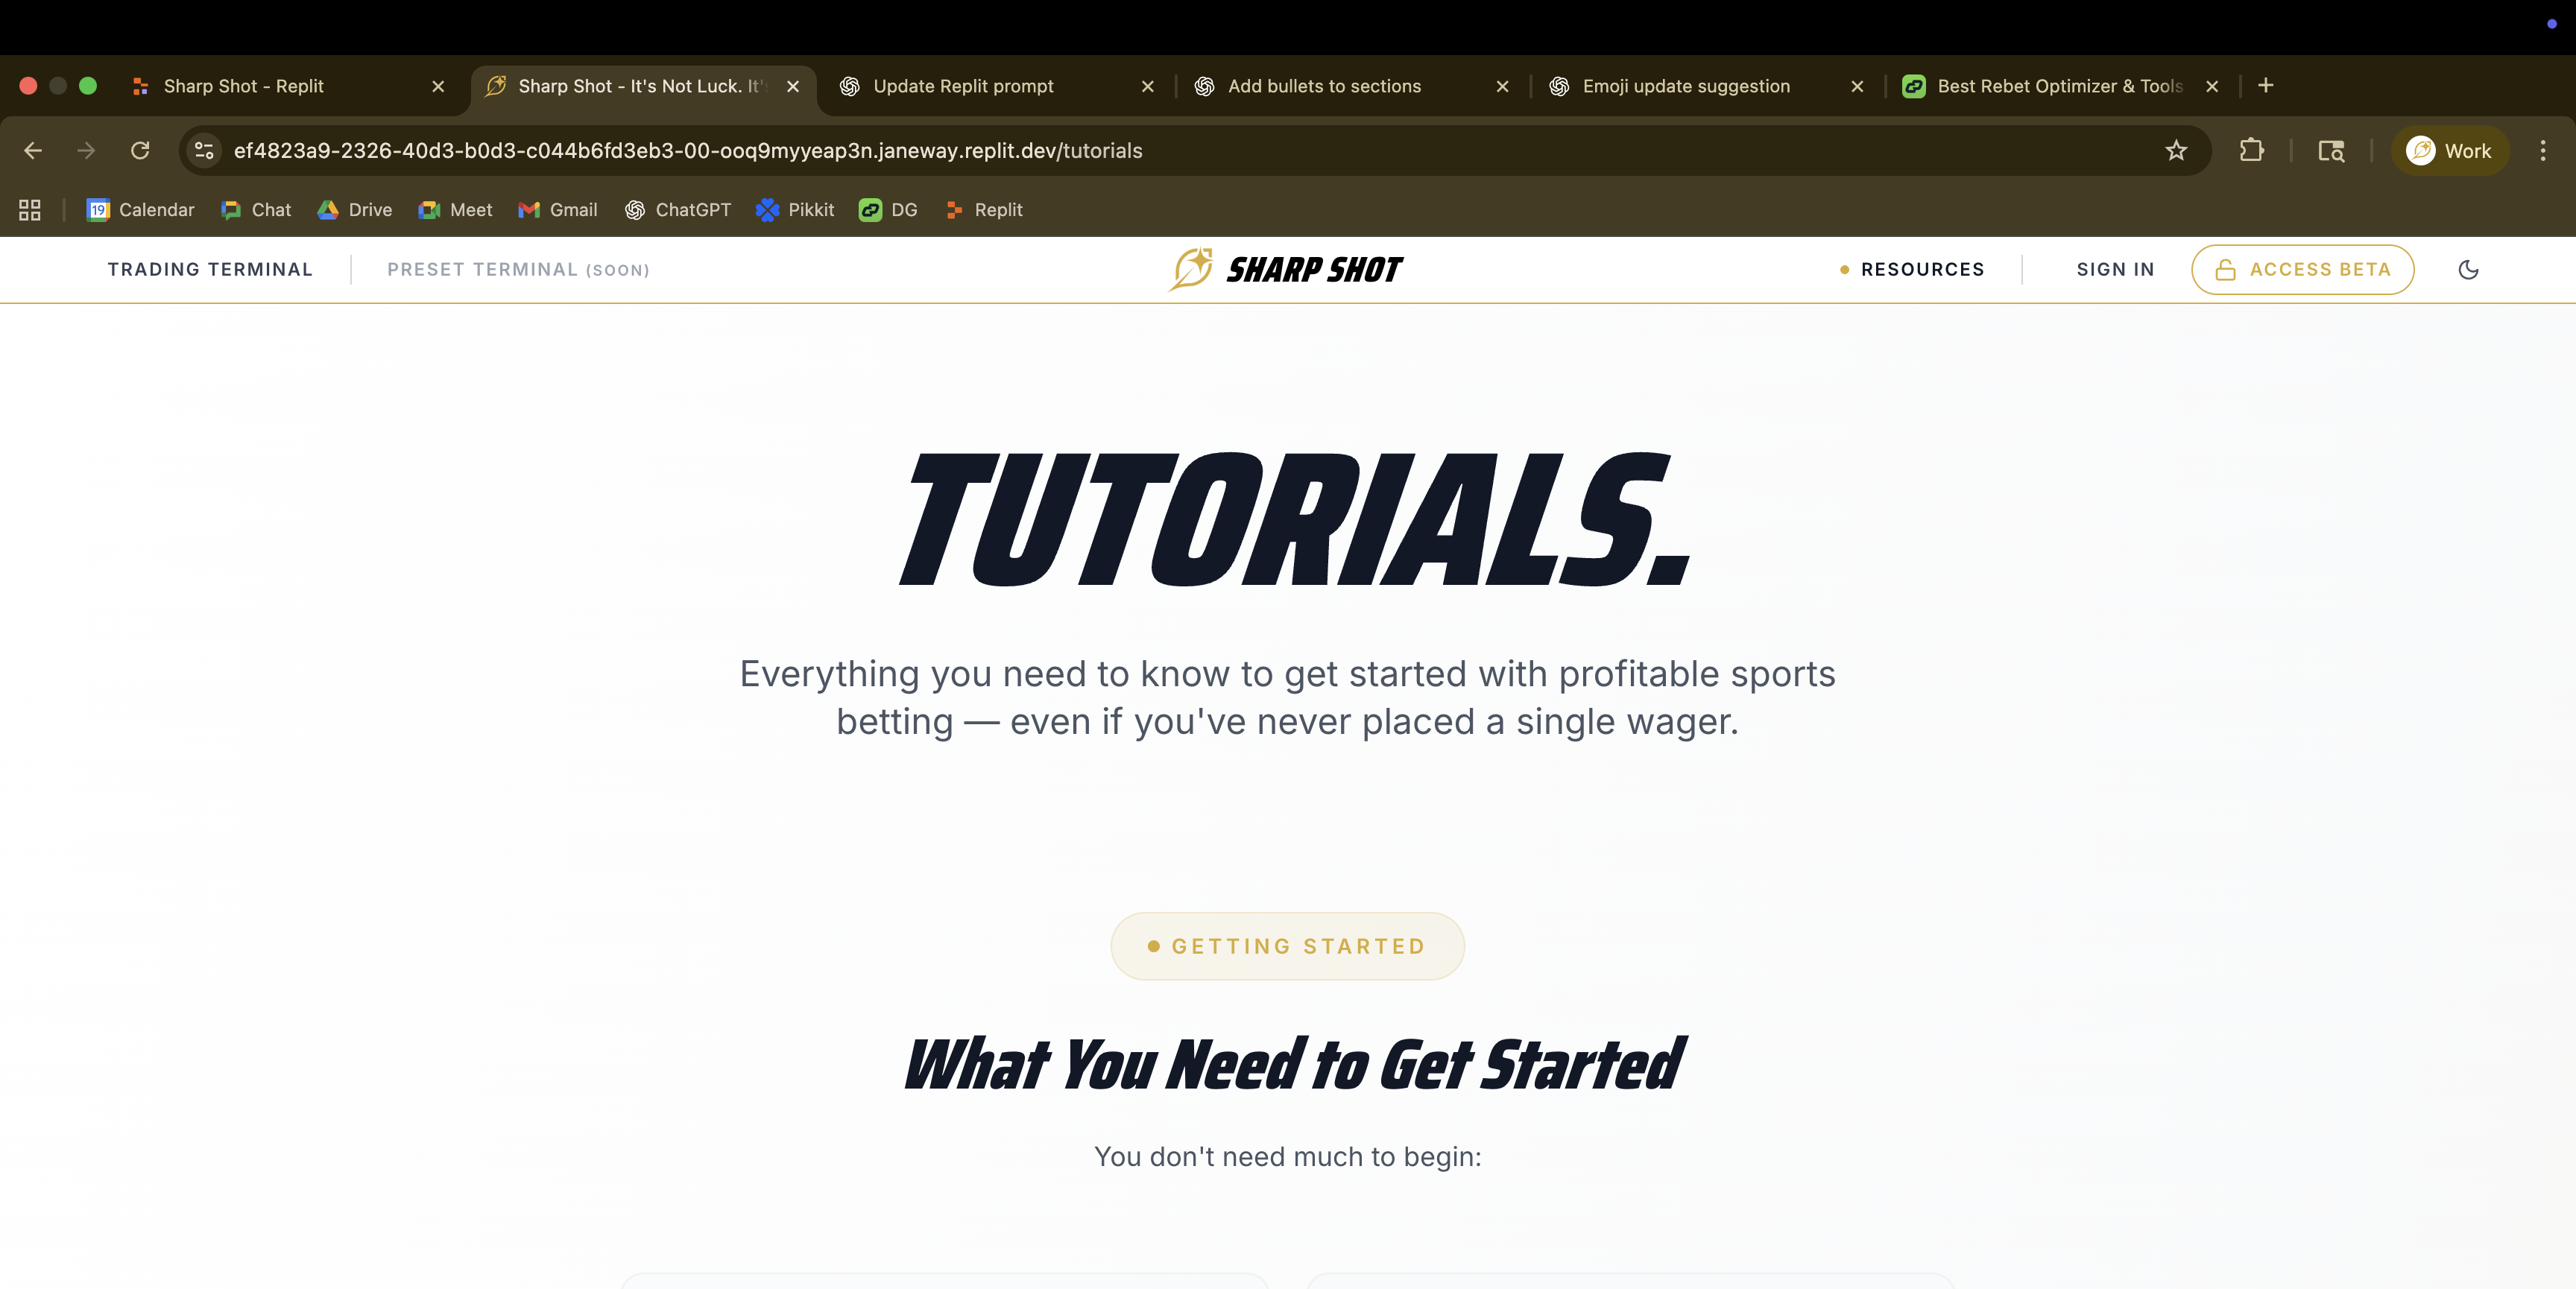 Sharp Shot - Replit
Sharp Shot - It's Not Luck. It's
Update Replit prompt
Add bullets to sections
Emoji update suggestion
Best Rebet Optimizer & Tools
ef4823a9-2326-40d3-b0d3-c044b6fd3eb3-00-ooq9myyeap3n.janeway.replit.dev/tutorials
Work
19 Calendar Chat Drive Meet Gmail ChatGPT Pikkit DG Replit
TRADING TERMINAL PRESET TERMINAL (SOON) SHARP SHOT RESOURCES SIGN IN ACCESS BETA
TUTORIALS.
Everything you need to know to get started with profitable sports
betting — even if you've never placed a single wager.
GETTING STARTED
What You Need to Get Started
You don't need much to begin: